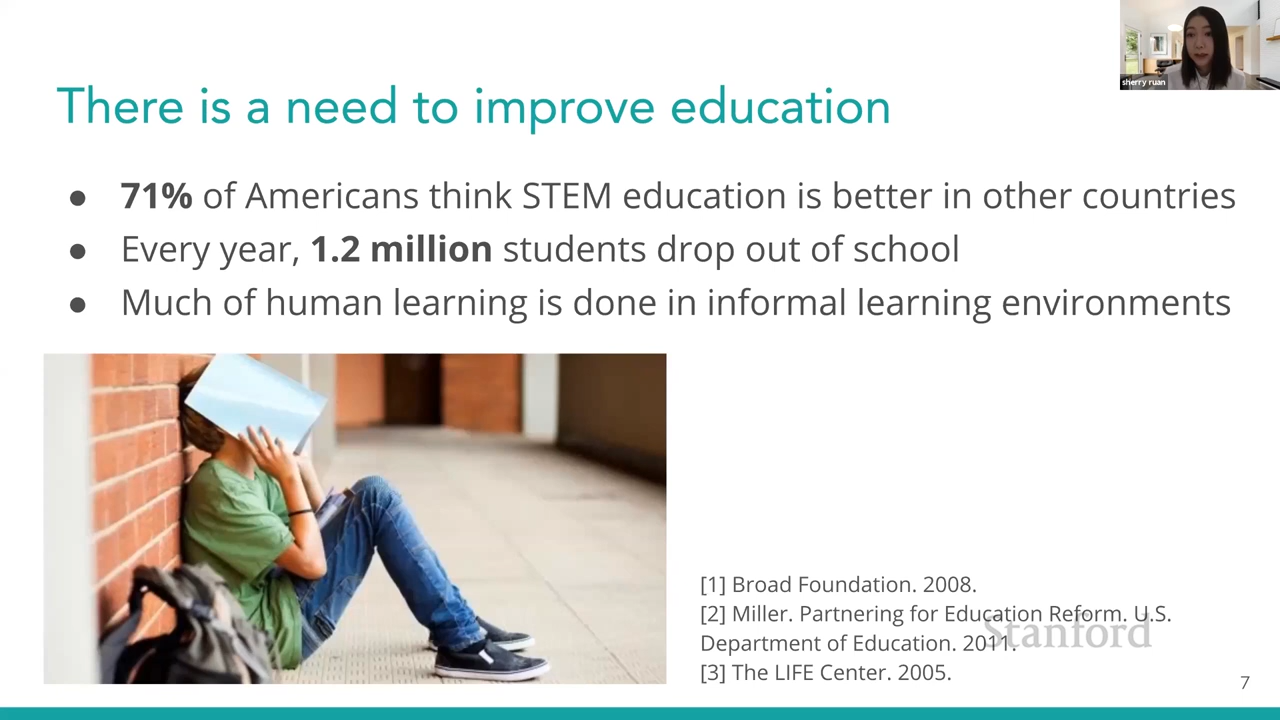 sherry ruan
There is a need to improve education
● 71% of Americans think STEM education is better in other countries
● Every year, 1.2 million students drop out of school
● Much of human learning is done in informal learning environments
[1] Broad Foundation. 2008.
[2] Miller. Partnering for Education Reform. U.S.
Department of Education. 2011.
[3] The LIFE Center. 2005.
Stanford
7